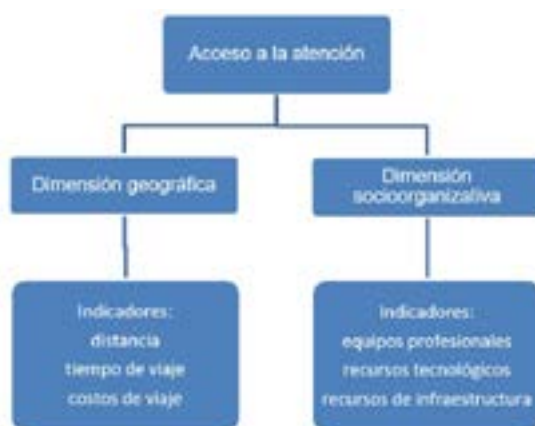 Acceso a la atención
Dimensión geográfica
Dimensión
socioorganizativa
Indicadores:
distancia
tiempo de viaje
costos de viaje
Indicadores:
equipos profesionales
recursos tecnológicos
recursos de infraestructura